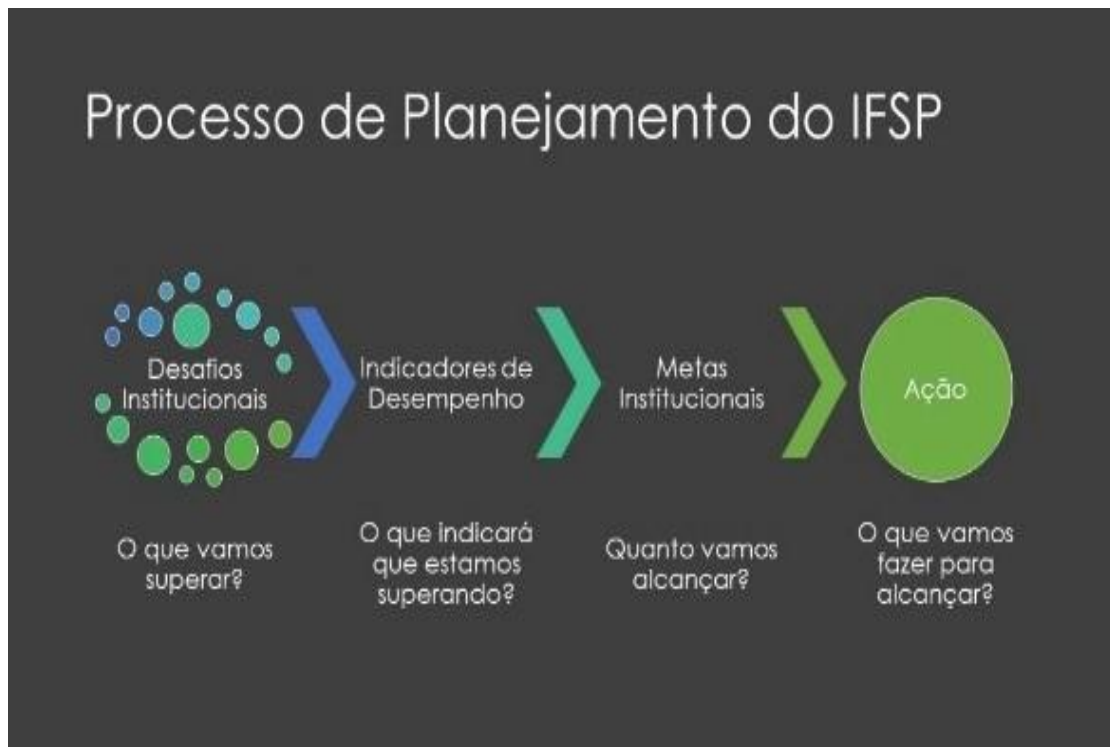 Processo de Planejamento do IFSP
Desafios
Institucionais
Indicadores de
Desempenho
Metas
Institucionais
Ação
O que vamos
superar?
O que indicará
que estamos
superando?
Quanto vamos
alcançar?
O que vamos
fazer para
alcançar?